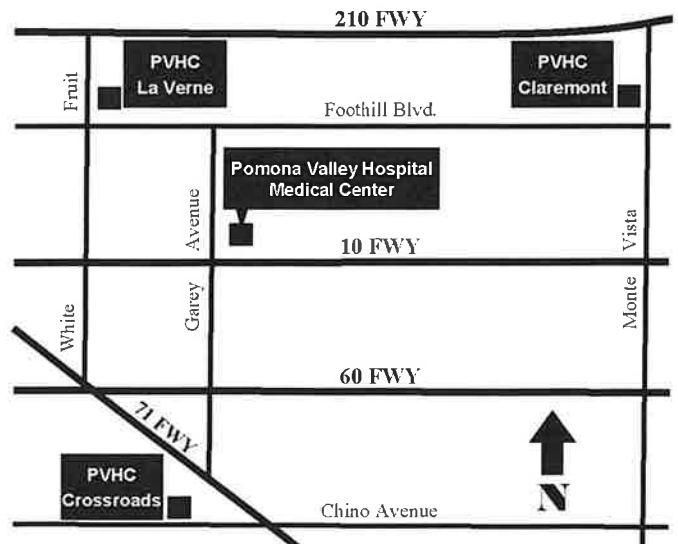 210 FWY
PVHC
La Verne
PVHC
Claremont
Fruit
Foothill Blvd.
Pomona Valley Hospital
Medical Center
Avenue
Vista
10 FWY
White
Garey
Monte
60 FWY
71 FWY
PVHC
Crossroads
N
Chino Avenue